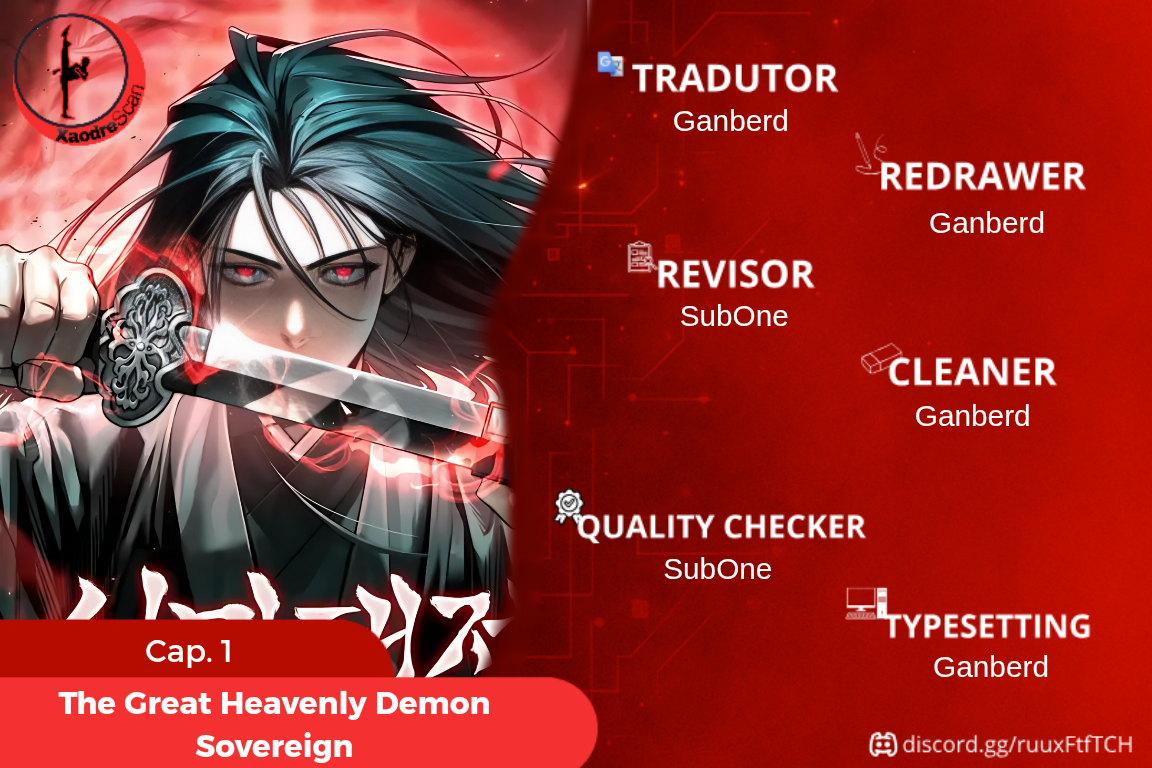 XaodreScan
TRADUTOR
Ganberd
REDRAWER
Ganberd
REVISOR
SubOne
CLEANER
Ganberd
QUALITY CHECKER
SubOne
TYPESETTING
Ganberd
Cap. 1
The Great Heavenly Demon
Sovereign
discord.gg/ruuxFtfTCH